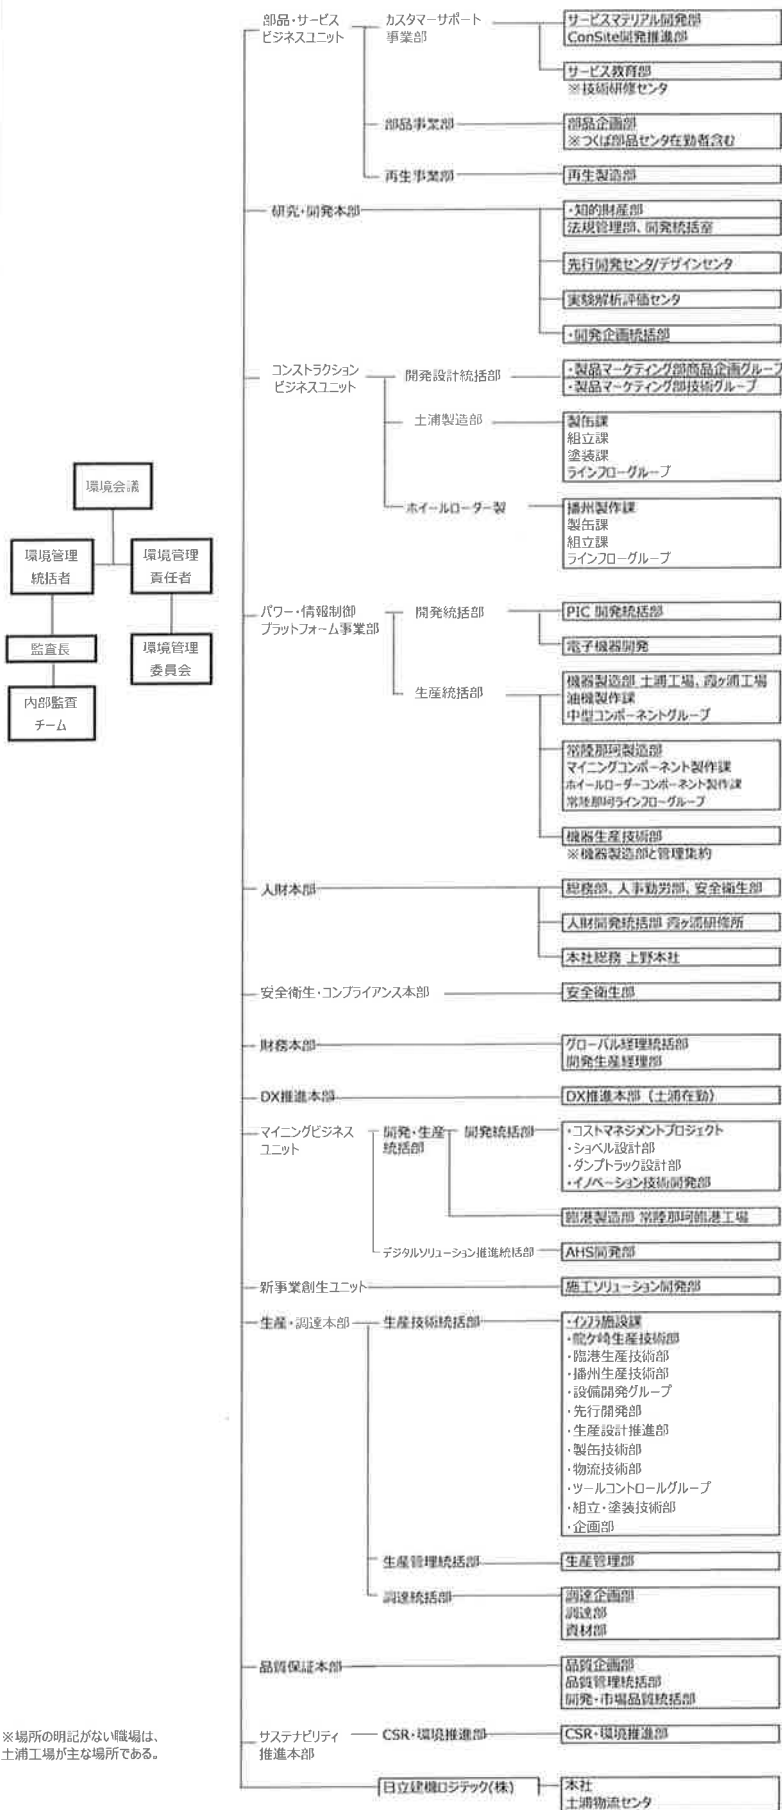 部品・サービス
ビジネスユニット
カスタマーサポート
事業部
サービスマテリアル開発部
ConSite開発推進部
サービス教育部
※技術研修センタ
部品事業部
部品企画部
※つくば部品センタ在勤者含む
再生事業部
再生製造部
研究・開発本部
・知的財産部
法規管理部、開発統括室
先行開発センタ/デザインセンタ
実験解析評価センタ
・開発企画統括部
コンストラクション
ビジネスユニット
開発設計統括部
・製品マーケティング部商品企画グループ
・製品マーケティング部技術グループ
土浦製造部
製缶課
組立課
塗装課
ラインフローグループ
ホイールローダー製
播州製作課
製缶課
組立課
ラインフローグループ
環境会議
環境管理
統括者
環境管理
責任者
監査長
環境管理
委員会
内部監査
チーム
パワー・情報制御
プラットフォーム事業部
開発統括部
PIC 開発統括部
電子機器開発
生産統括部
機器製造部 土浦工場、霞ヶ浦工場
油機製作課
中型コンポーネントグループ
常陸那珂製造部
マイニングコンポーネント製作課
ホイールローダーコンポーネント製作課
常陸那珂ラインフローグループ
機器生産技術部
※機器製造部と管理集約
人財本部
総務部、人事勤労部、安全衛生部
人財開発統括部 霞ヶ浦研修所
本社総務 上野本社
安全衛生・コンプライアンス本部
安全衛生部
財務本部
グローバル経理統括部
開発生産経理部
DX推進本部
DX推進本部（土浦在勤）
マイニングビジネス
ユニット
開発・生産
統括部
開発統括部
・コストマネジメントプロジェクト
・ショベル設計部
・ダンプトラック設計部
・イノベーション技術開発部
臨港製造部 常陸那珂臨港工場
デジタルソリューション推進統括部
AHS開発部
新事業創生ユニット
施工ソリューション開発部
生産・調達本部
生産技術統括部
・インフラ施設課
・龍ケ崎生産技術部
・臨港生産技術部
・播州生産技術部
・設備開発グループ
・先行開発部
・生産設計推進部
・製缶技術部
・物流技術部
・ツールコントロールグループ
・組立・塗装技術部
・企画部
生産管理統括部
生産管理部
調達統括部
調達企画部
調達部
資材部
品質保証本部
品質企画部
品質管理統括部
開発・市場品質統括部
※場所の明記がない職場は、
土浦工場が主な場所である。
サステナビリティ
推進本部
CSR・環境推進部
CSR・環境推進部
日立建機ロジテック(株)
本社
土浦物流センタ